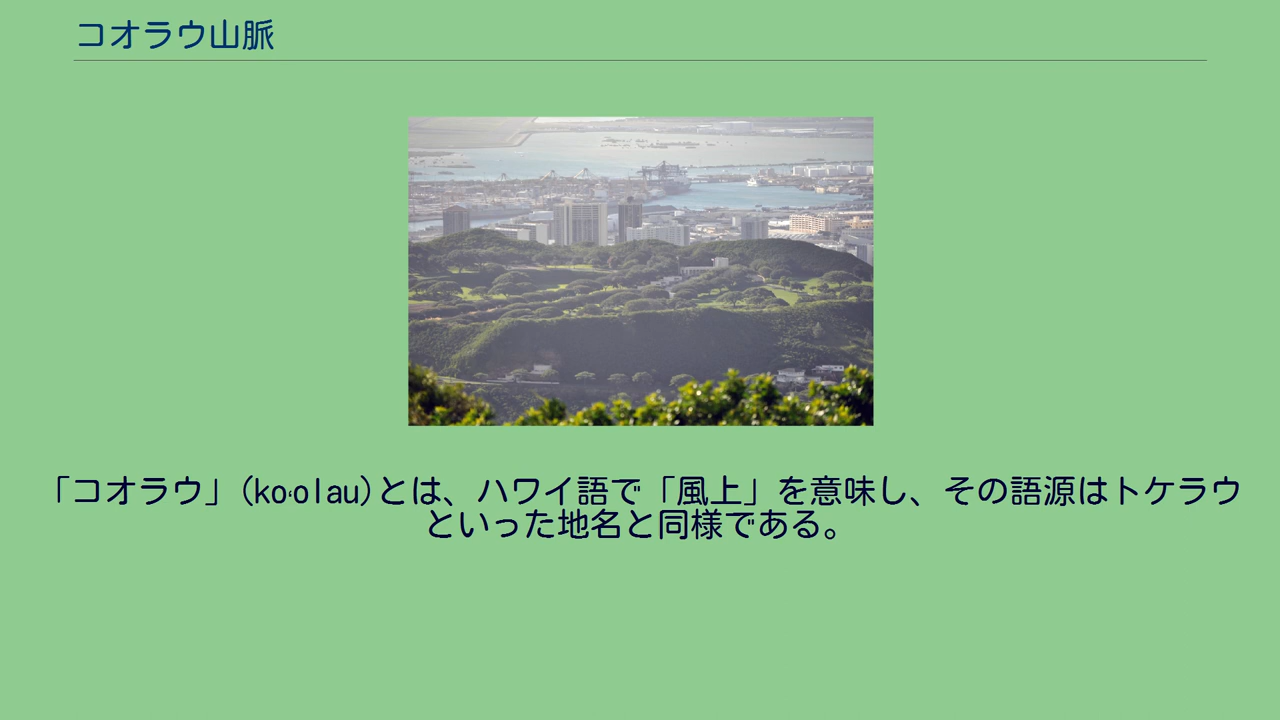 コオラウ山脈
「コオラウ」(koʻolau)とは、ハワイ語で「風上」を意味し、その語源はトケラウ
といった地名と同様である。